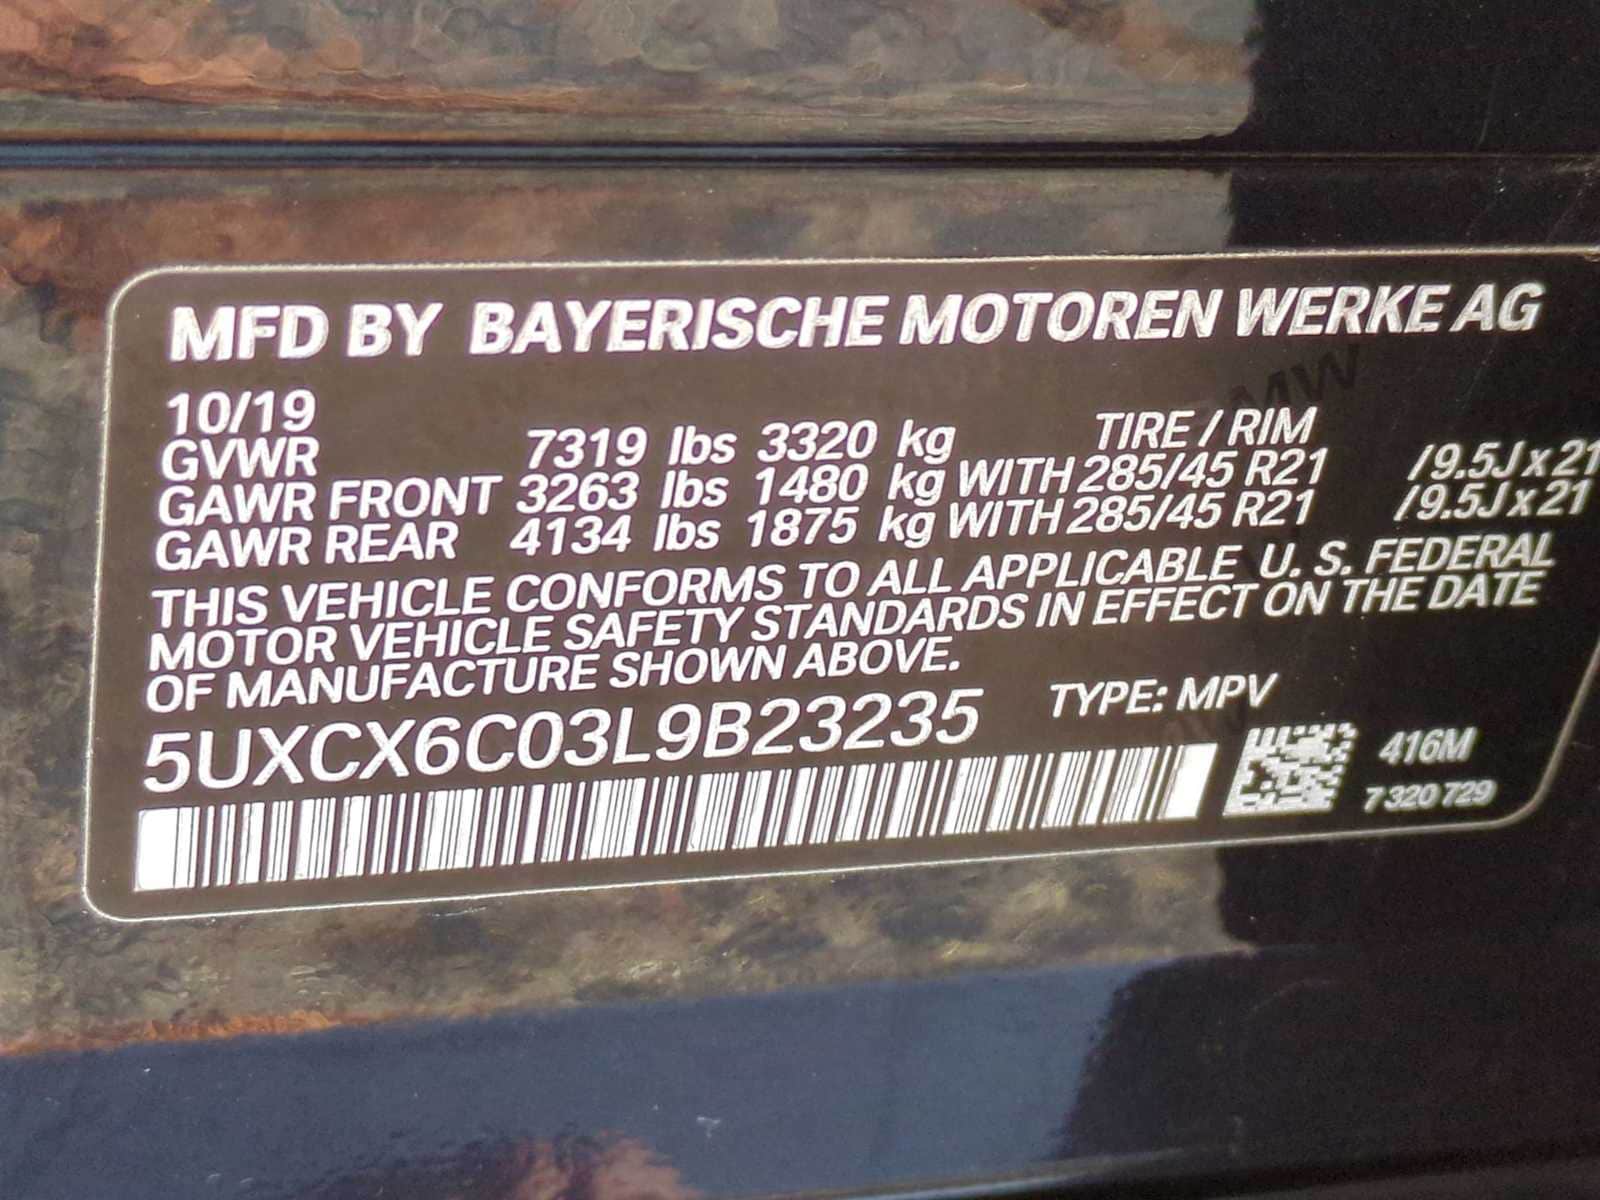 MFD BY BAYERISCHE MOTOREN WERKE AG
10/19
GVWR 7319 lbs 3320 kg TIRE / RIM
GAWR FRONT 3263 lbs 1480 kg WITH 285/45 R21 /9.5J x 21
GAWR REAR 4134 lbs 1875 kg WITH 285/45 R21 /9.5J x 21
THIS VEHICLE CONFORMS TO ALL APPLICABLE U. S. FEDERAL
MOTOR VEHICLE SAFETY STANDARDS IN EFFECT ON THE DATE
OF MANUFACTURE SHOWN ABOVE.
5UXCX6C03L9B23235 TYPE: MPV
416M
7 320 729